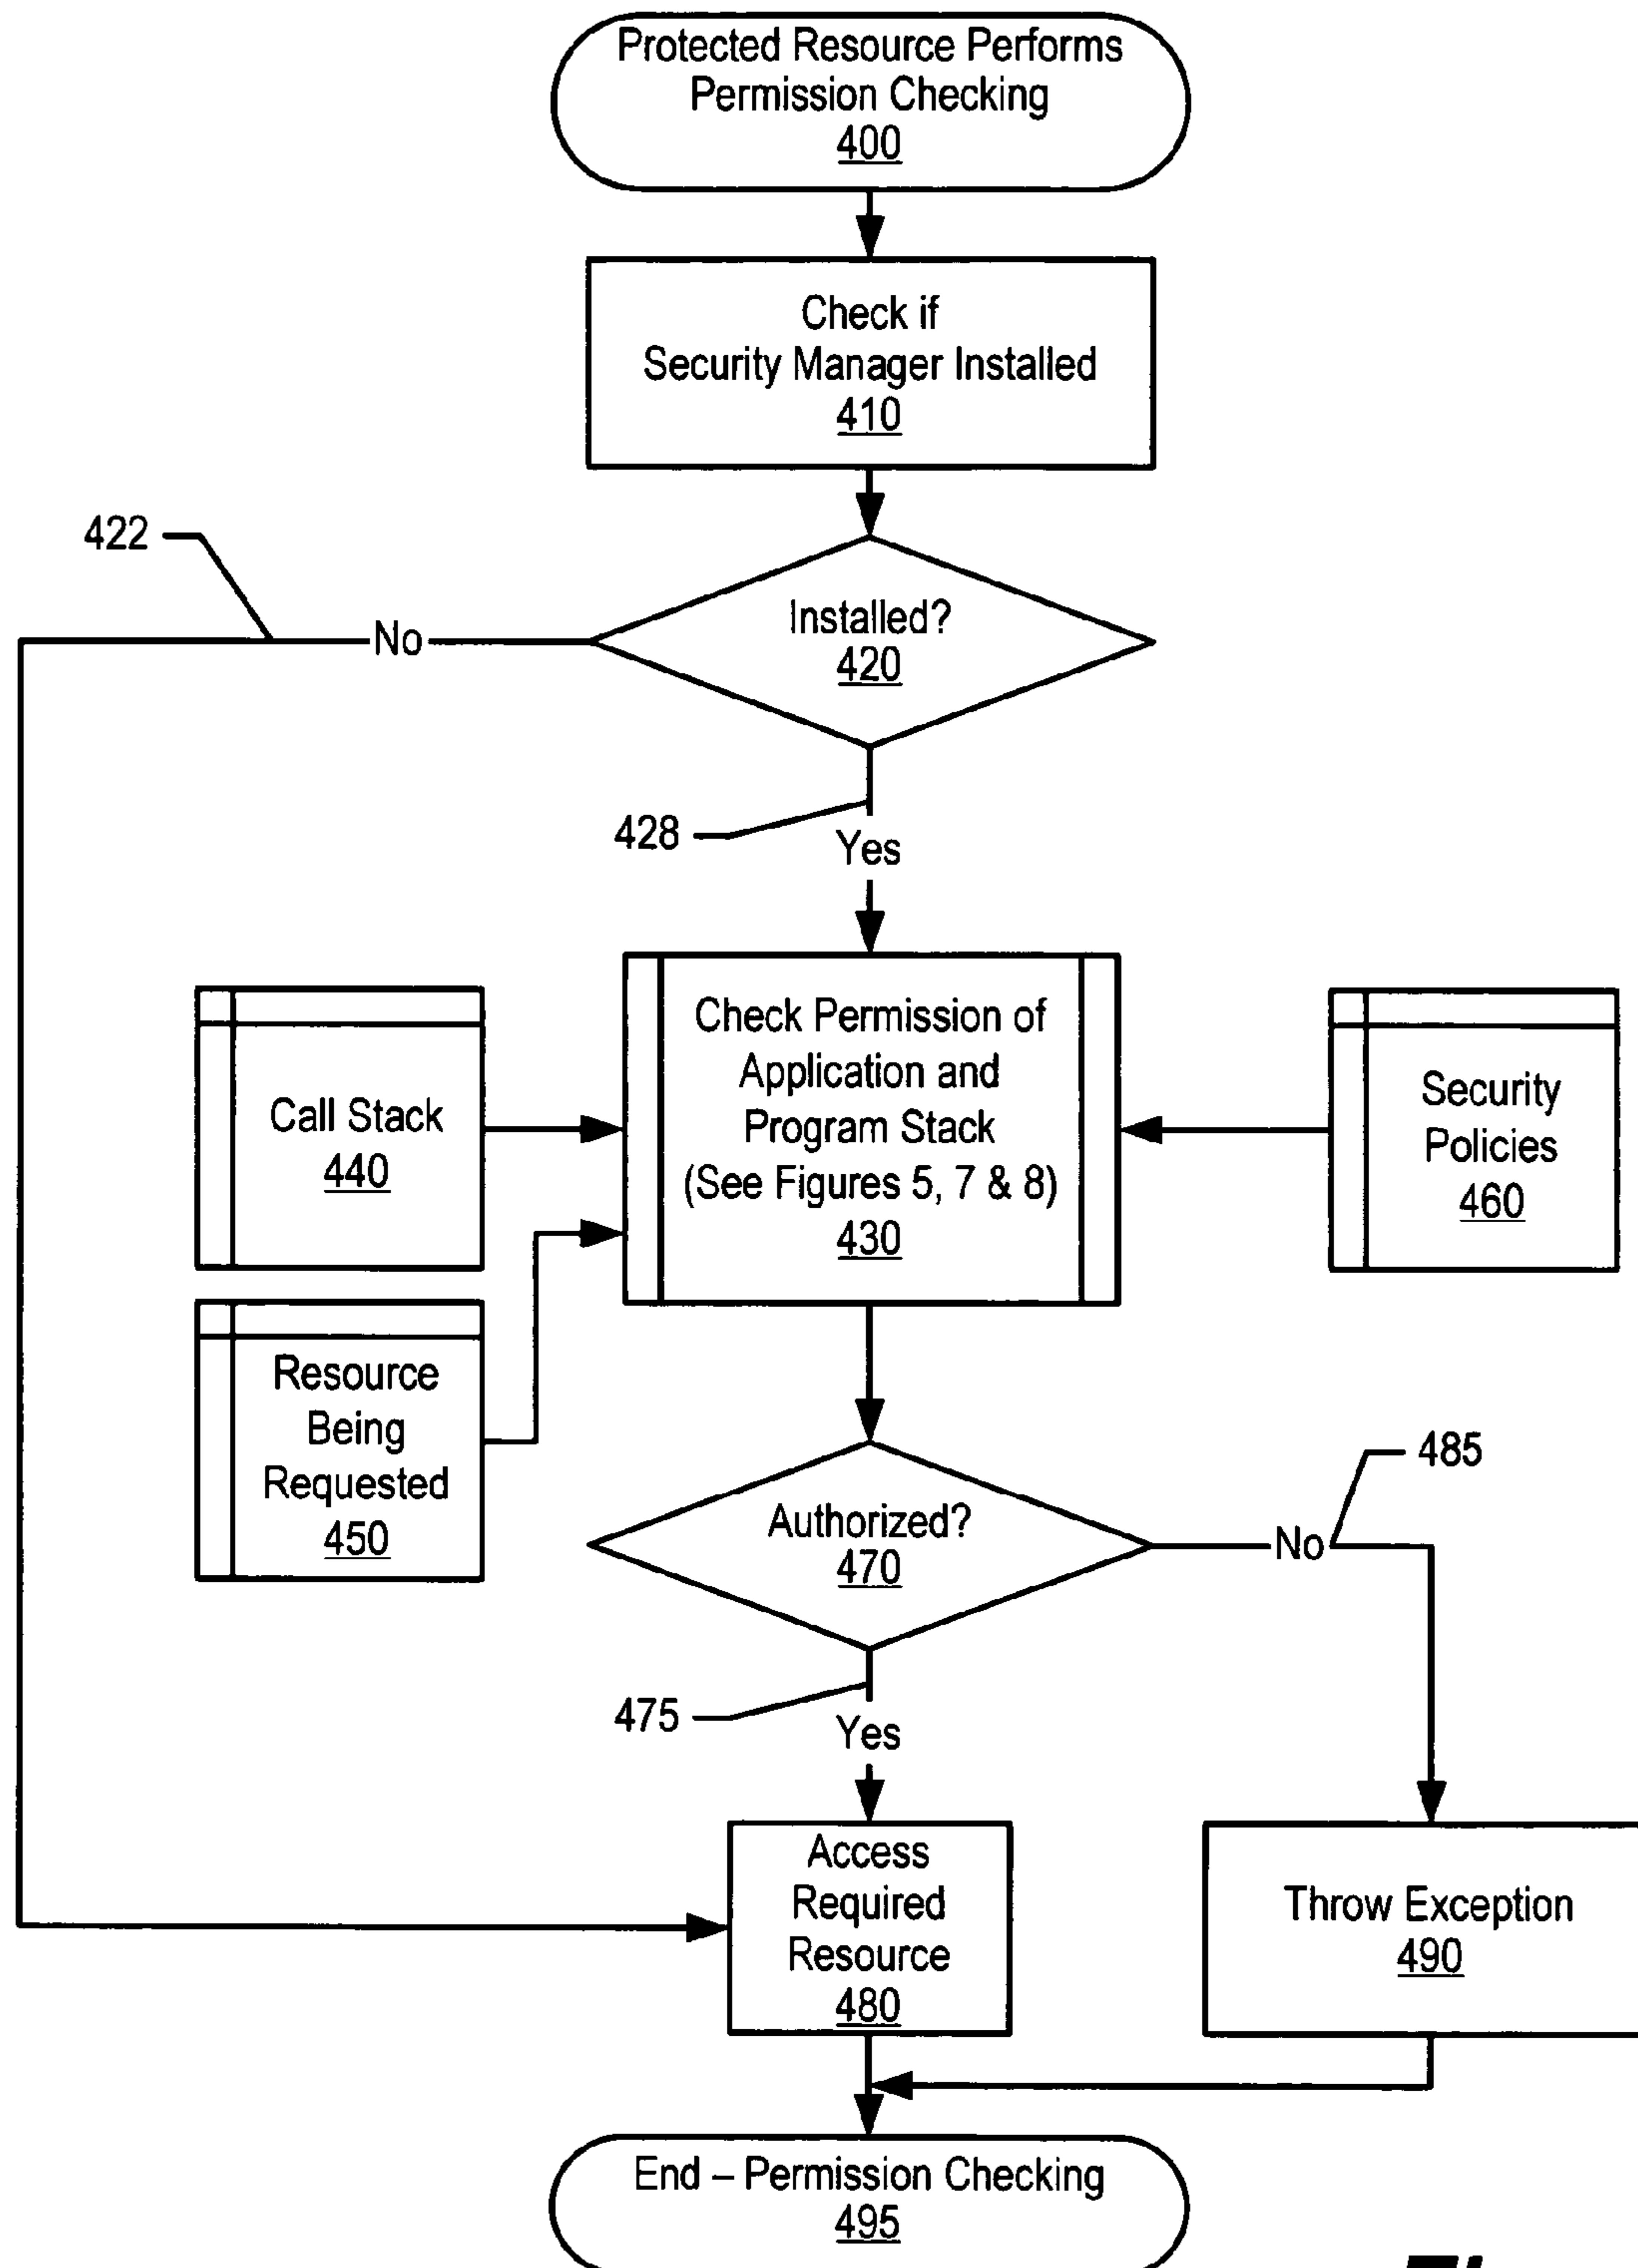 Protected Resource Performs
Permission Checking
400
Check if
Security Manager Installed
410
422
No
Installed?
420
428
Yes
Call Stack
440
Check Permission of
Application and
Program Stack
(See Figures 5, 7 & 8)
430
Security
Policies
460
Resource
Being
Requested
450
485
Authorized?
470
No
475
Yes
Access
Required
Resource
480
Throw Exception
490
End – Permission Checking
495